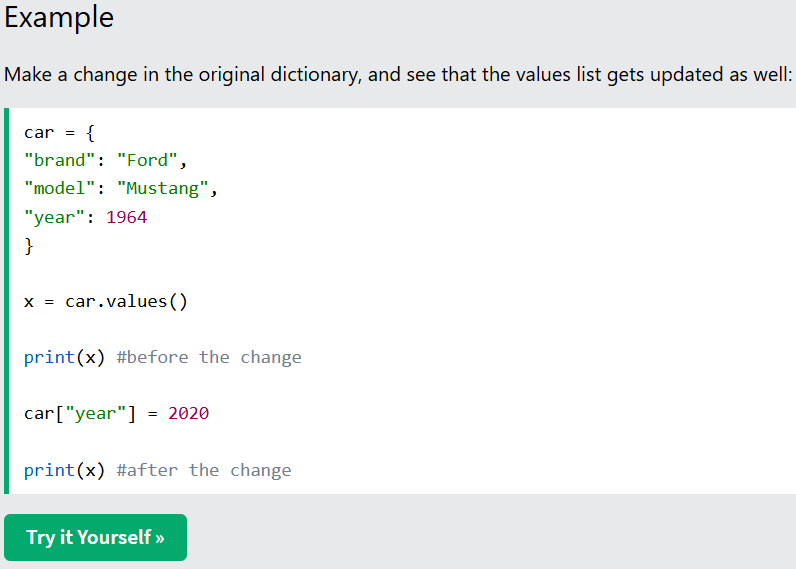 Example
Make a change in the original dictionary, and see that the values list gets updated as well:
car = {
"brand": "Ford",
"model": "Mustang",
"year": 1964
}
x = car.values()
print(x) #before the change
car["year"] = 2020
print(x) #after the change
Try it Yourself »